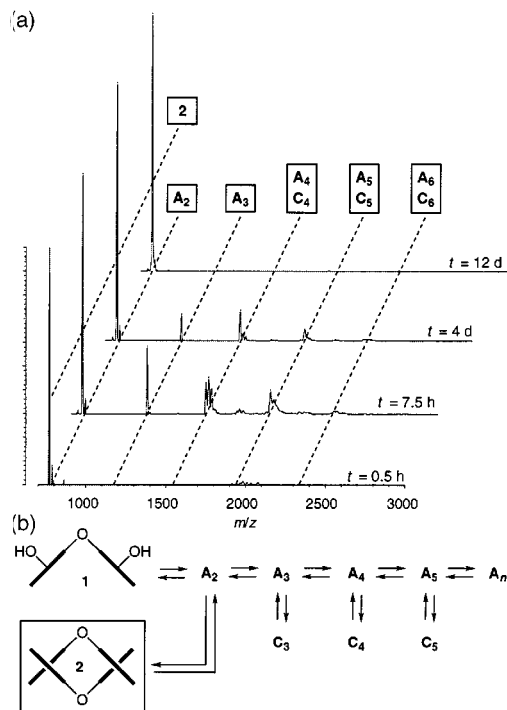 (a)
2
A2 A3 A4 C4 A5 C5 A6 C6
t = 12 d
t = 4 d
t = 7.5 h
t = 0.5 h
1000 1500 2000 2500 3000
m/z
(b)
HO O OH
1 A2 A3 A4 A5 An
C3 C4 C5
O
2
O